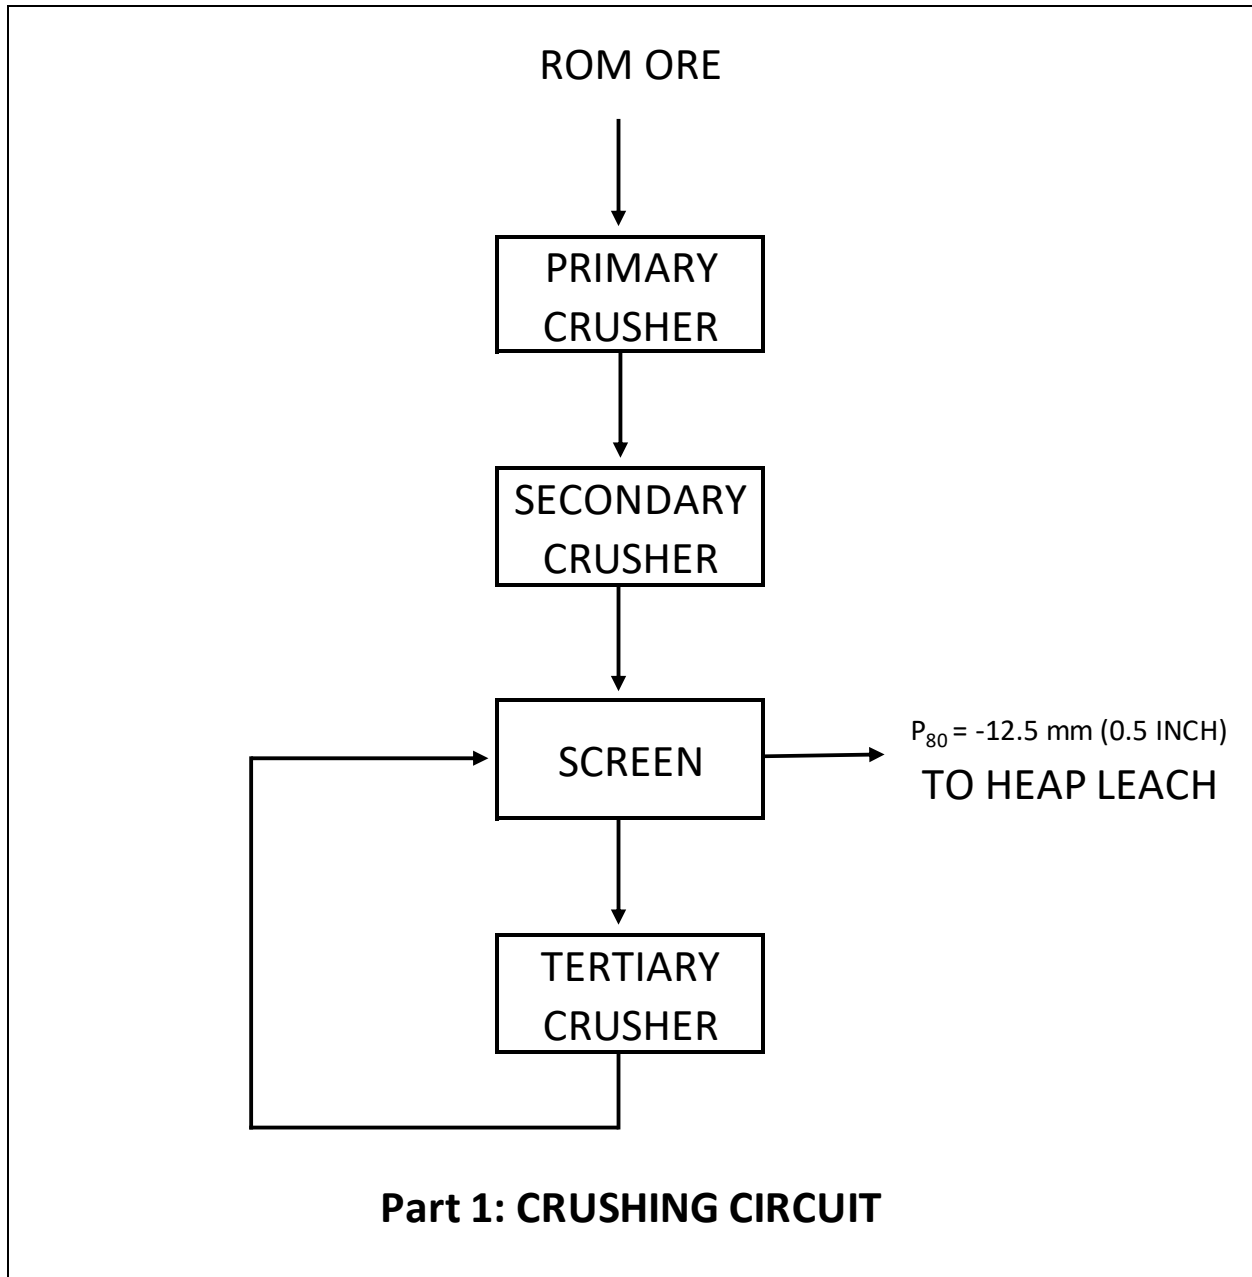 ROM ORE
PRIMARY
CRUSHER
SECONDARY
CRUSHER
P80 = -12.5 mm (0.5 INCH)
SCREEN
TO HEAP LEACH
TERTIARY
CRUSHER
Part 1: CRUSHING CIRCUIT